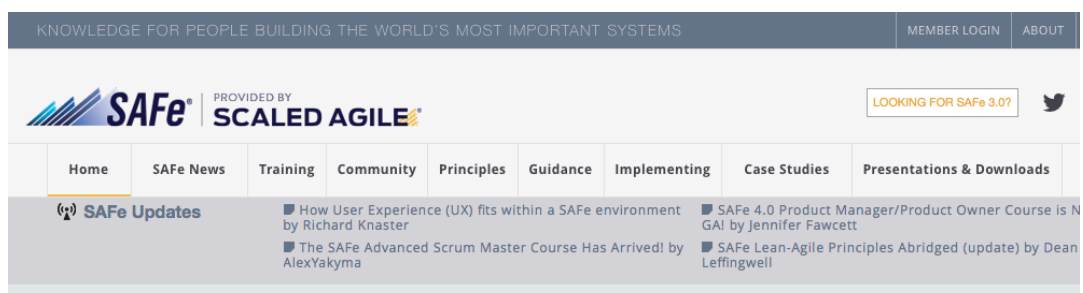 KNOWLEDGE FOR PEOPLE BUILDING THE WORLD'S MOST IMPORTANT SYSTEMS
MEMBER LOGIN
ABOUT
SAFe®
PROVIDED BY
SCALED AGILE®
LOOKING FOR SAFe 3.0?
Home
SAFe News
Training
Community
Principles
Guidance
Implementing
Case Studies
Presentations & Downloads
SAFe Updates
How User Experience (UX) fits within a SAFe environment
by Richard Knaster
The SAFe Advanced Scrum Master Course Has Arrived! by
AlexYakyma
SAFe 4.0 Product Manager/Product Owner Course is N
GA! by Jennifer Fawcett
SAFe Lean-Agile Principles Abridged (update) by Dean
Leffingwell